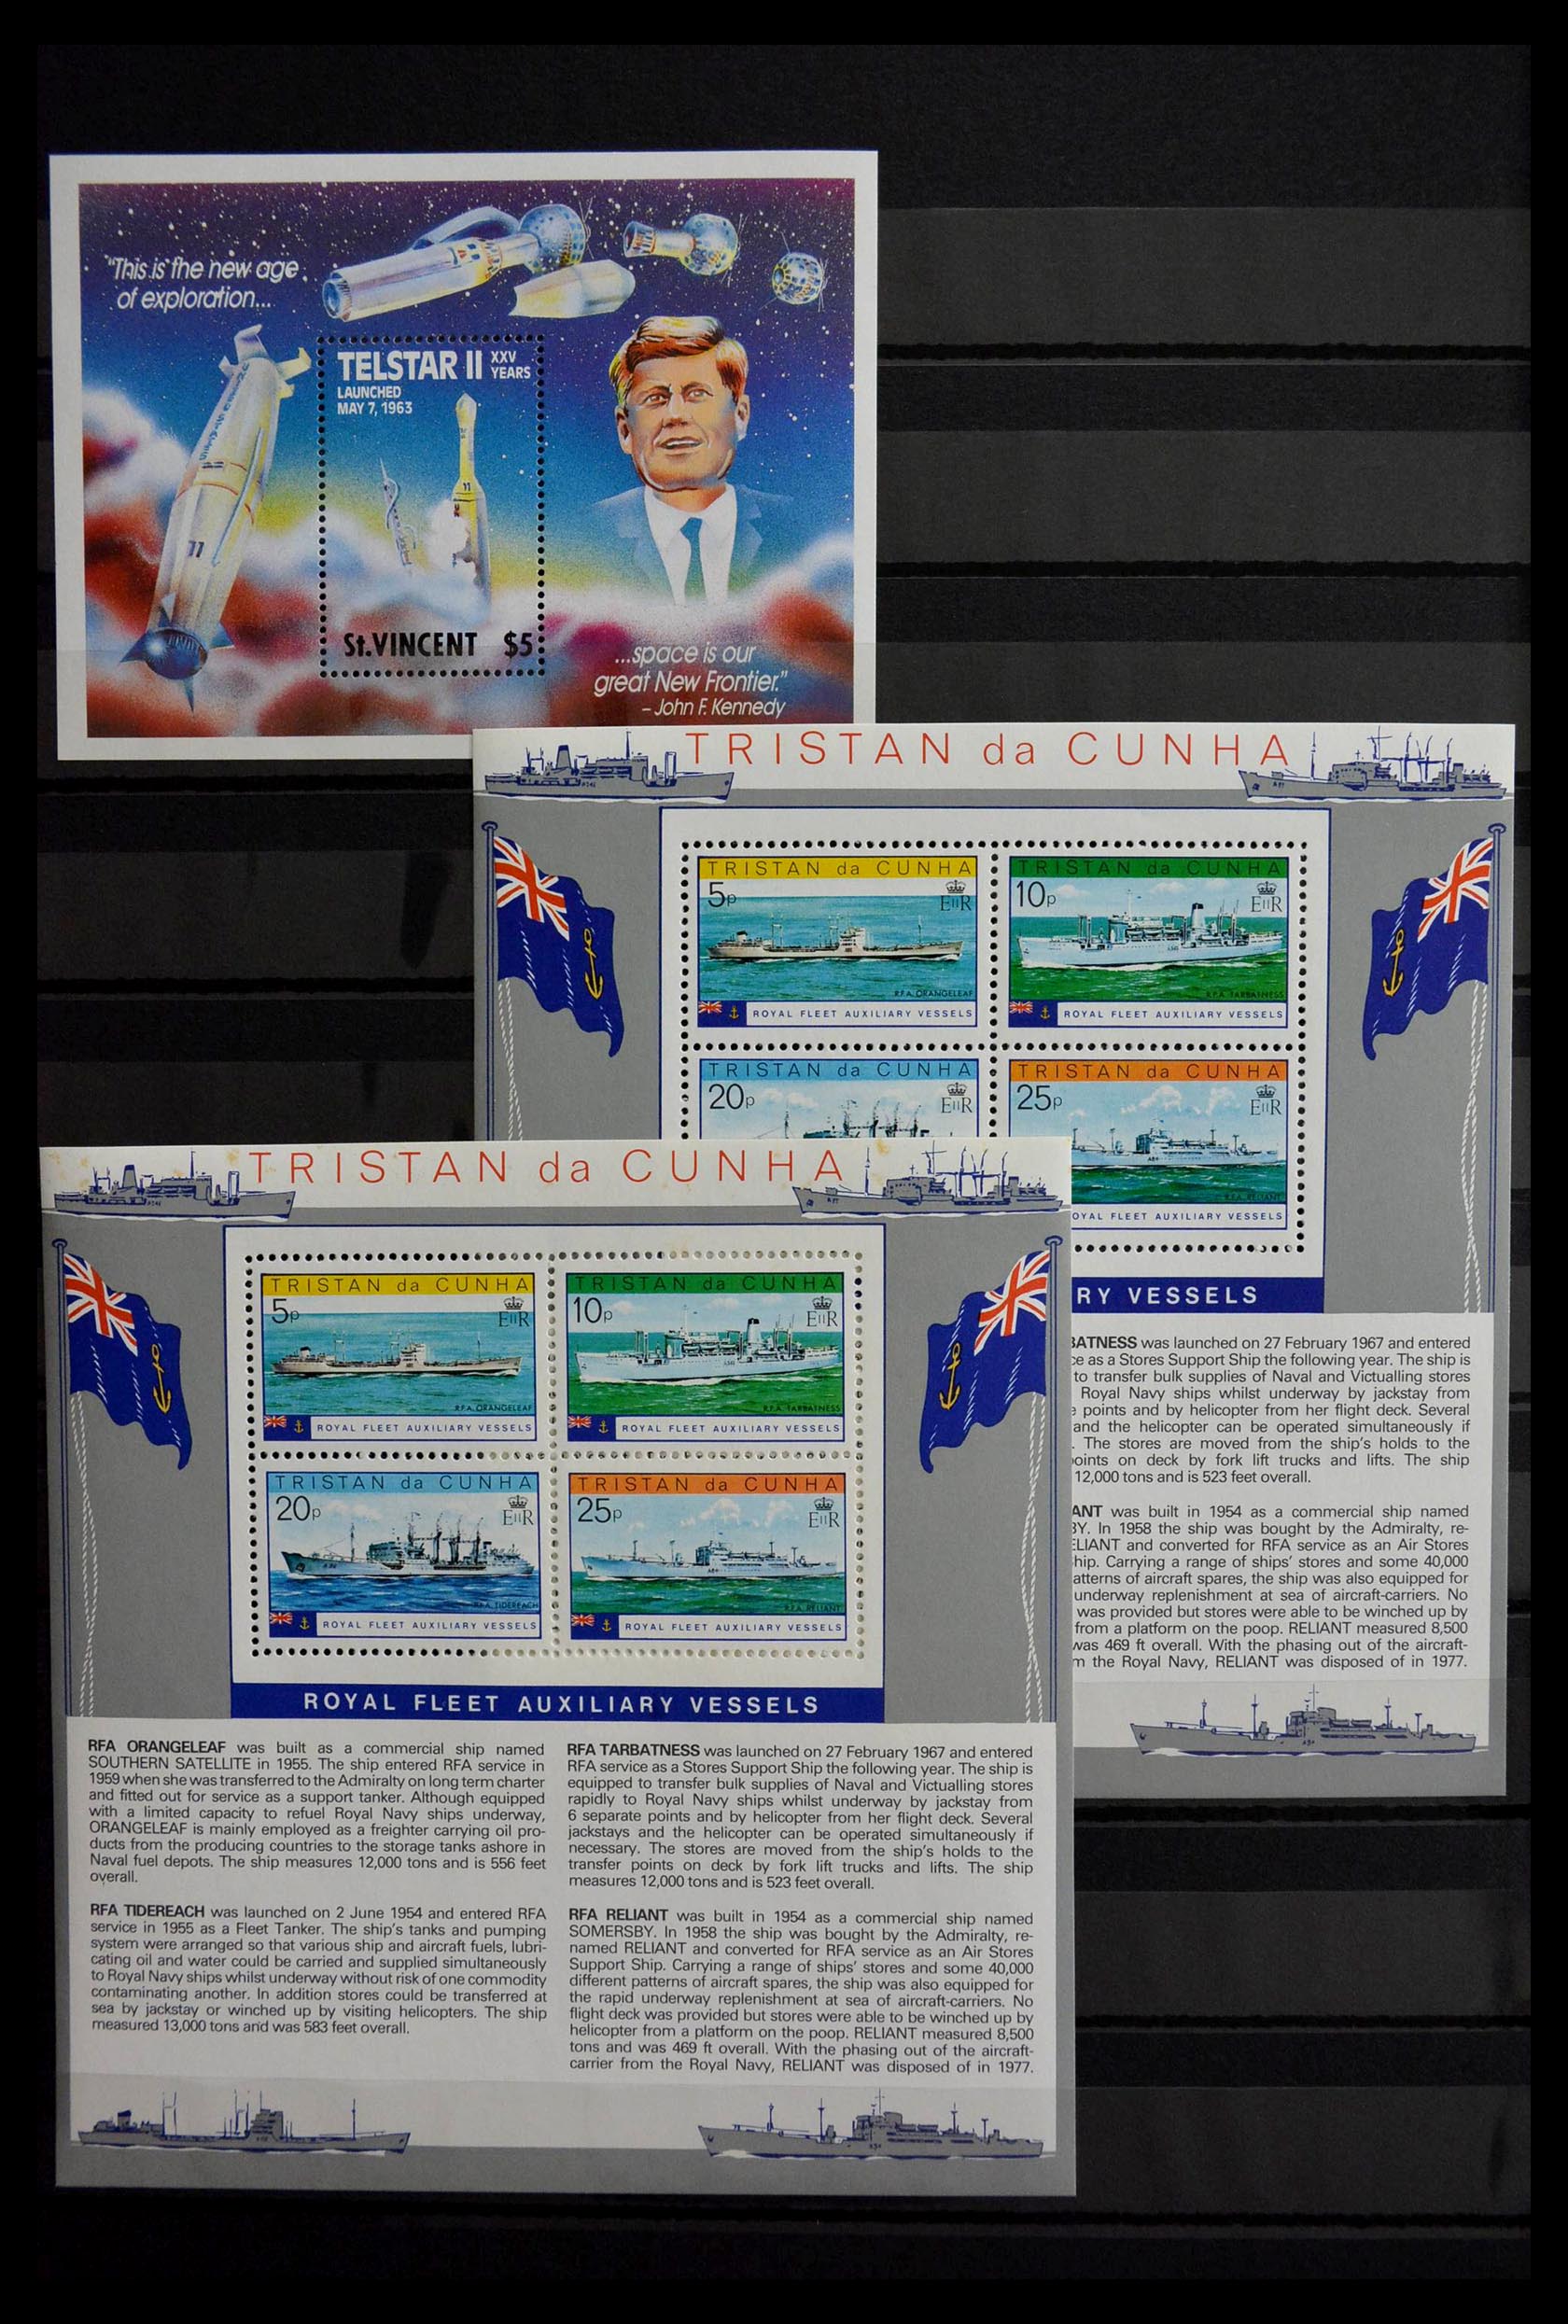 "This is the new age
of exploration...
TELSTAR II XXV
YEARS
LAUNCHED
MAY 7, 1963
St.VINCENT $5
...space is our
great New Frontier."
– John F. Kennedy
TRISTAN da CUNHA
TRISTAN da CUNHA
5p
EIIR
R.F.A. ORANGELEAF
ROYAL FLEET AUXILIARY VESSELS
TRISTAN da CUNHA
10p
EIIR
R.F.A. TARBATNESS
ROYAL FLEET AUXILIARY VESSELS
TRISTAN da CUNHA
20p
EIIR
TRISTAN da CUNHA
25p
EIIR
R.F.A. RELIANT
OYAL FLEET AUXILIARY VESSELS
RY VESSELS
BATNESS was launched on 27 February 1967 and entered
ce as a Stores Support Ship the following year. The ship is
to transfer bulk supplies of Naval and Victualling stores
Royal Navy ships whilst underway by jackstay from
e points and by helicopter from her flight deck. Several
and the helicopter can be operated simultaneously if
. The stores are moved from the ship's holds to the
points on deck by fork lift trucks and lifts. The ship
12,000 tons and is 523 feet overall.
ANT was built in 1954 as a commercial ship named
BY. In 1958 the ship was bought by the Admiralty, re-
ELIANT and converted for RFA service as an Air Stores
hip. Carrying a range of ships' stores and some 40,000
atterns of aircraft spares, the ship was also equipped for
underway replenishment at sea of aircraft-carriers. No
was provided but stores were able to be winched up by
from a platform on the poop. RELIANT measured 8,500
was 469 ft overall. With the phasing out of the aircraft-
m the Royal Navy, RELIANT was disposed of in 1977.
TRISTAN da CUNHA
TRISTAN da CUNHA
5p
EIIR
R.F.A. ORANGELEAF
ROYAL FLEET AUXILIARY VESSELS
TRISTAN da CUNHA
10p
EIIR
R.F.A. TARBATNESS
ROYAL FLEET AUXILIARY VESSELS
TRISTAN da CUNHA
20p
EIIR
R.F.A. TIDEREACH
ROYAL FLEET AUXILIARY VESSELS
TRISTAN da CUNHA
25p
EIIR
R.F.A. RELIANT
ROYAL FLEET AUXILIARY VESSELS
ROYAL FLEET AUXILIARY VESSELS
RFA ORANGELEAF was built as a commercial ship named
SOUTHERN SATELLITE in 1955. The ship entered RFA service in
1959 when she was transferred to the Admiralty on long term charter
and fitted out for service as a support tanker. Although equipped
with a limited capacity to refuel Royal Navy ships underway,
ORANGELEAF is mainly employed as a freighter carrying oil pro-
ducts from the producing countries to the storage tanks ashore in
Naval fuel depots. The ship measures 12,000 tons and is 556 feet
overall.
RFA TIDEREACH was launched on 2 June 1954 and entered RFA
service in 1955 as a Fleet Tanker. The ship's tanks and pumping
system were arranged so that various ship and aircraft fuels, lubri-
cating oil and water could be carried and supplied simultaneously
to Royal Navy ships whilst underway without risk of one commodity
contaminating another. In addition stores could be transferred at
sea by jackstay or winched up by visiting helicopters. The ship
measured 13,000 tons and was 583 feet overall.
RFA TARBATNESS was launched on 27 February 1967 and entered
RFA service as a Stores Support Ship the following year. The ship is
equipped to transfer bulk supplies of Naval and Victualling stores
rapidly to Royal Navy ships whilst underway by jackstay from
6 separate points and by helicopter from her flight deck. Several
jackstays and the helicopter can be operated simultaneously if
necessary. The stores are moved from the ship's holds to the
transfer points on deck by fork lift trucks and lifts. The ship
measures 12,000 tons and is 523 feet overall.
RFA RELIANT was built in 1954 as a commercial ship named
SOMERSBY. In 1958 the ship was bought by the Admiralty, re-
named RELIANT and converted for RFA service as an Air Stores
Support Ship. Carrying a range of ships' stores and some 40,000
different patterns of aircraft spares, the ship was also equipped for
the rapid underway replenishment at sea of aircraft-carriers. No
flight deck was provided but stores were able to be winched up by
helicopter from a platform on the poop. RELIANT measured 8,500
tons and was 469 ft overall. With the phasing out of the aircraft-
carrier from the Royal Navy, RELIANT was disposed of in 1977.